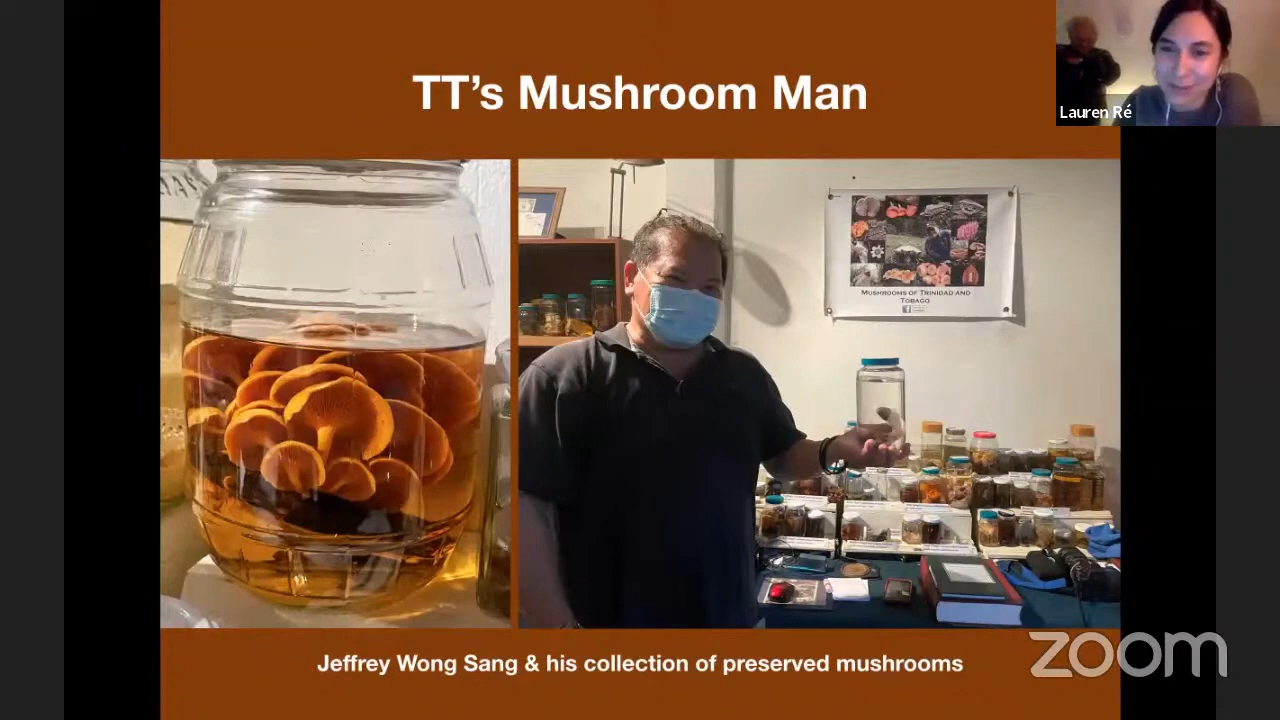 TT's Mushroom Man
Lauren Ré
MUSHROOMS OF TRINIDAD AND
TOBAGO
Jeffrey Wong Sang & his collection of preserved mushrooms
zoom